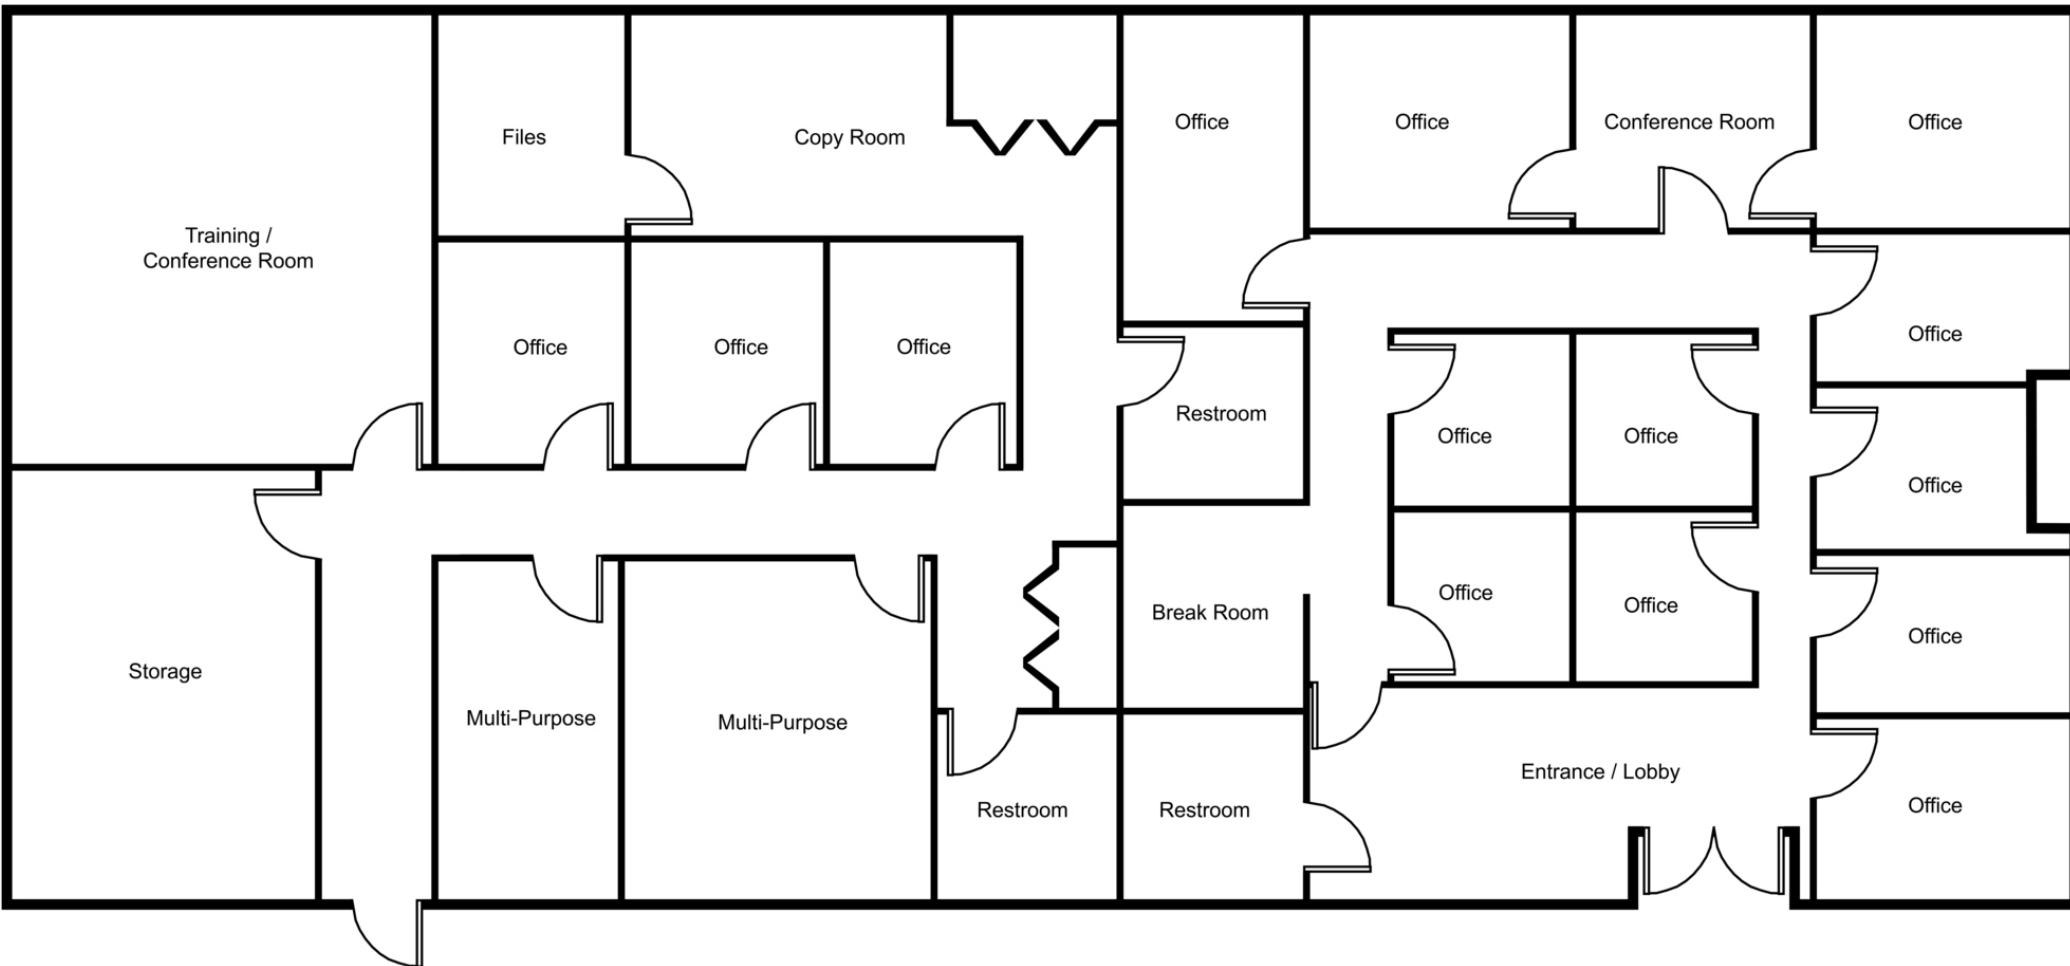 Office
Office
Conference Room
Office
Files
Copy Room
Training /
Conference Room
Office
Office
Office
Office
Restroom
Office
Office
Office
Office
Office
Break Room
Office
Storage
Multi-Purpose
Multi-Purpose
Entrance / Lobby
Restroom
Restroom
Office